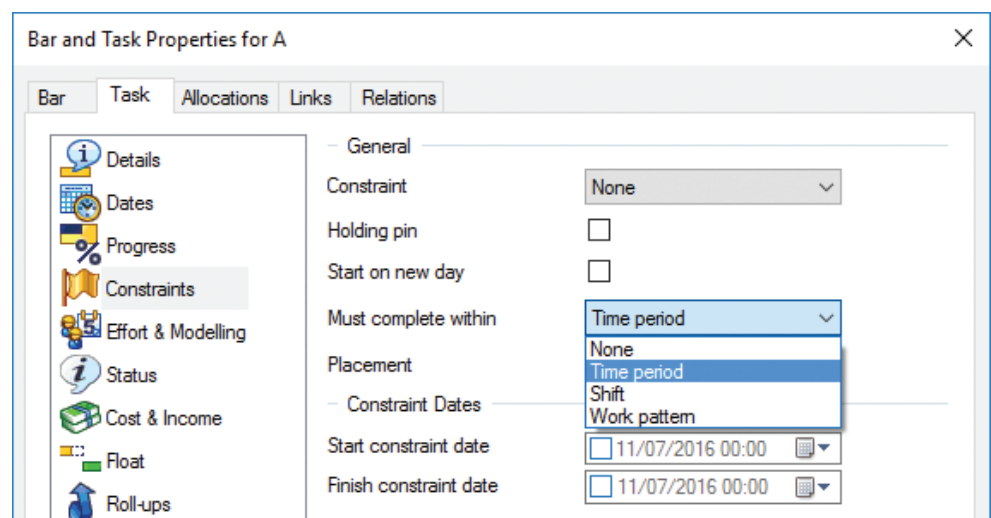 Bar and Task Properties for A
Bar Task Allocations Links Relations
Details
Dates
Progress
Constraints
Effort & Modelling
Status
Cost & Income
Float
Roll-ups
General
Constraint None
Holding pin
Start on new day
Must complete within Time period
None
Time period
Shift
Work pattern
Placement
Constraint Dates
Start constraint date 11/07/2016 00:00
Finish constraint date 11/07/2016 00:00